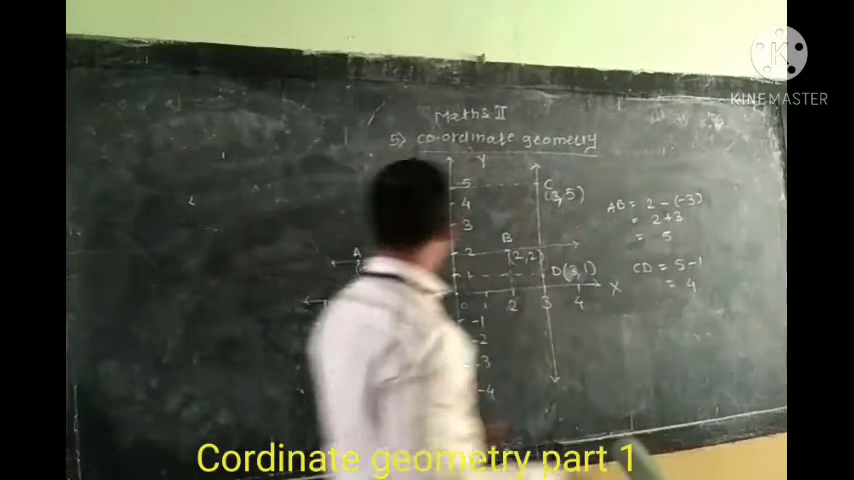 KINEMASTER
Maths II
5) co-ordinate geometry
Y
5
C
(3,5)
4
3
AB = 2-(-3)
= 2+3
= 5
A
2
B
(2,2)
1
D(3,1)
CD = 5-1
= 4
0 1 2 3 4 X
-1
-2
-3
-4
Cordinate geometry part 1